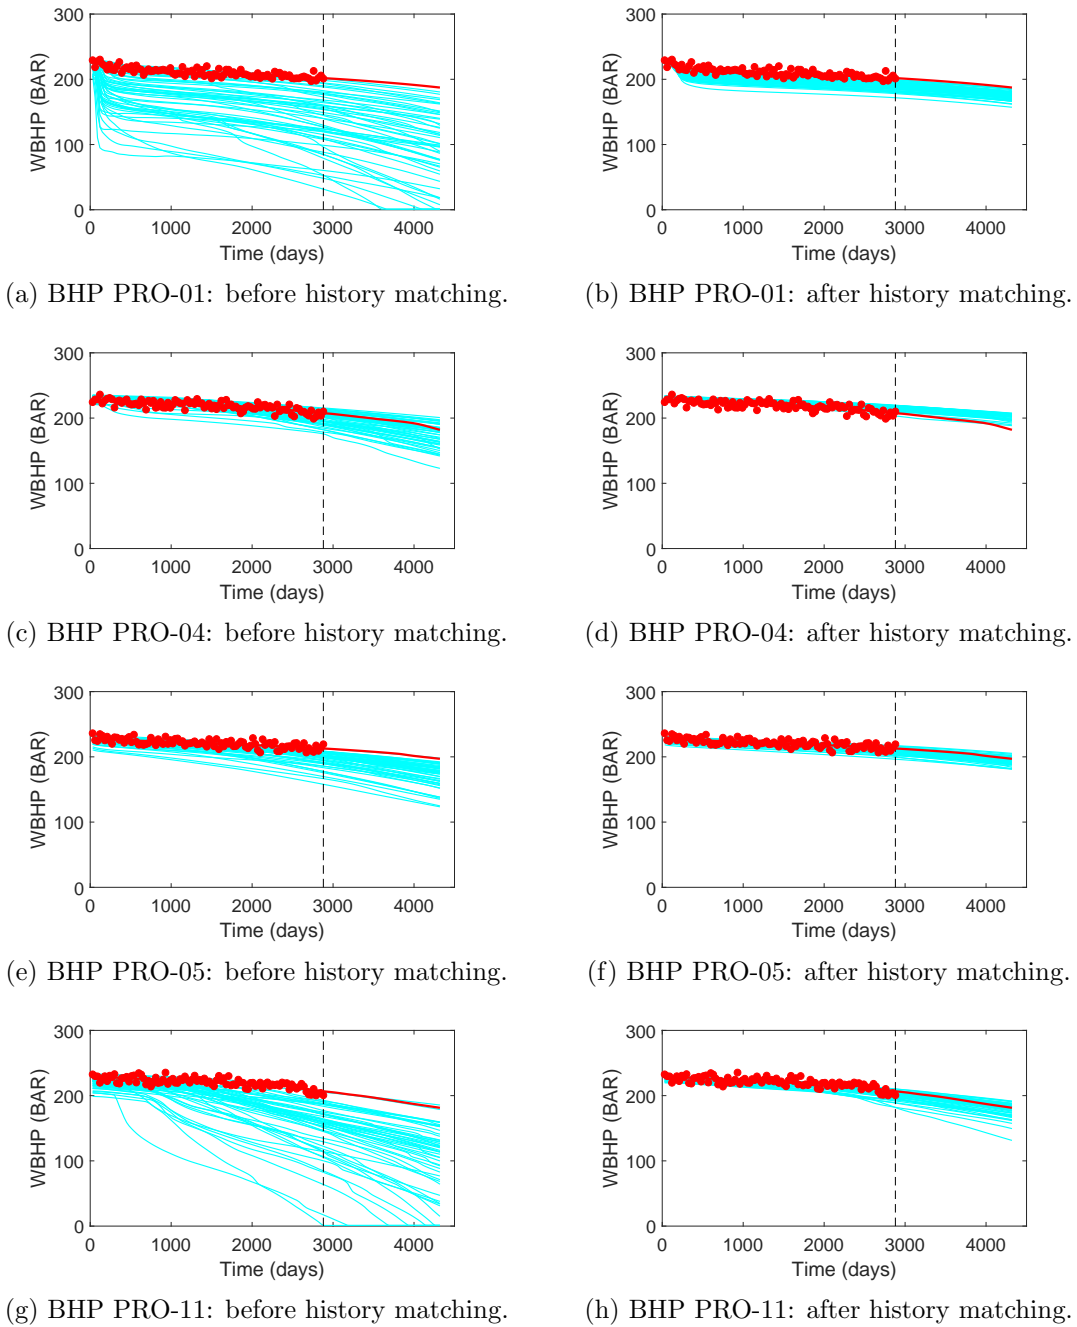 300
200
100
0
WBHP (BAR)
0 1000 2000 3000 4000
Time (days)
(a) BHP PRO-01: before history matching.
300
200
100
0
WBHP (BAR)
0 1000 2000 3000 4000
Time (days)
(b) BHP PRO-01: after history matching.
300
200
100
0
WBHP (BAR)
0 1000 2000 3000 4000
Time (days)
(c) BHP PRO-04: before history matching.
300
200
100
0
WBHP (BAR)
0 1000 2000 3000 4000
Time (days)
(d) BHP PRO-04: after history matching.
300
200
100
0
WBHP (BAR)
0 1000 2000 3000 4000
Time (days)
(e) BHP PRO-05: before history matching.
300
200
100
0
WBHP (BAR)
0 1000 2000 3000 4000
Time (days)
(f) BHP PRO-05: after history matching.
300
200
100
0
WBHP (BAR)
0 1000 2000 3000 4000
Time (days)
(g) BHP PRO-11: before history matching.
300
200
100
0
WBHP (BAR)
0 1000 2000 3000 4000
Time (days)
(h) BHP PRO-11: after history matching.